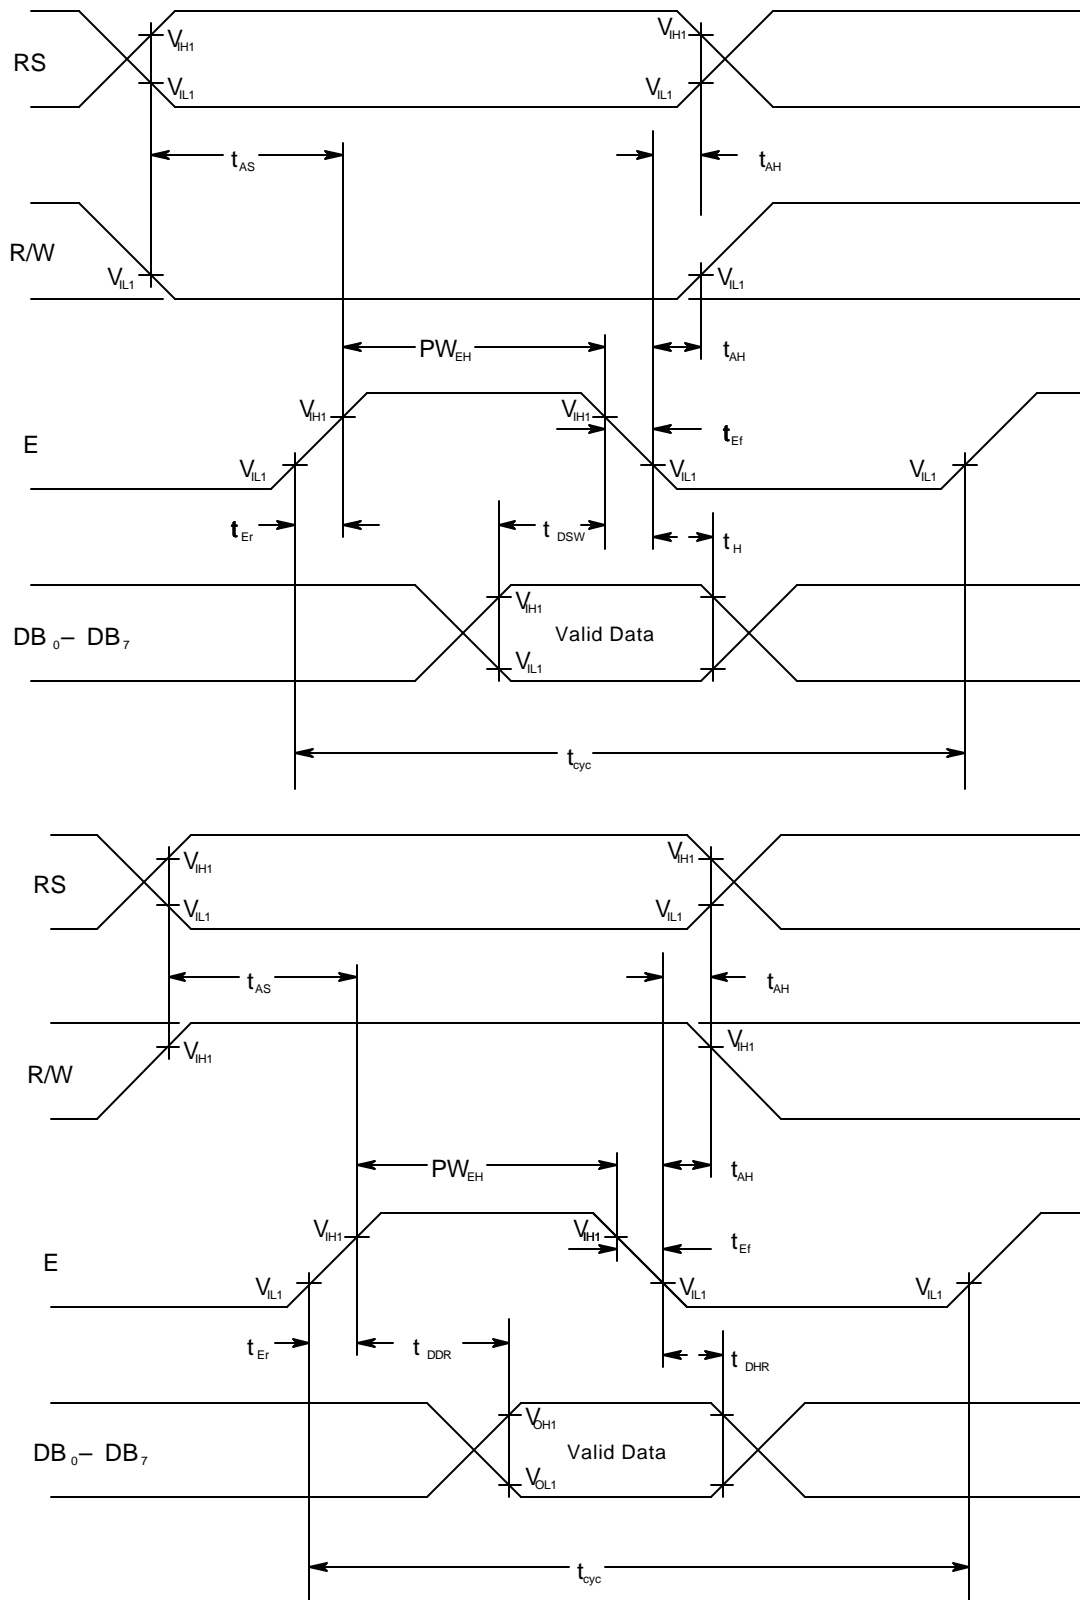 V_IH1 V_IH1
RS
V_IL1 V_IL1
t_AS t_AH
R/W
V_IL1 V_IL1
PW_EH t_AH
V_IH1 V_IH1
t_Ef
E
V_IL1 V_IL1 V_IL1
t_Er t_DSW t_H
V_IH1
DB_0– DB_7 Valid Data
V_IL1
t_cyc
V_IH1 V_IH1
RS
V_IL1 V_IL1
t_AS t_AH
V_IH1 V_IH1
R/W
PW_EH t_AH
V_IH1 V_IH1
t_Ef
E
V_IL1 V_IL1 V_IL1
t_Er t_DDR t_DHR
V_OH1
DB_0– DB_7 Valid Data
V_OL1
t_cyc